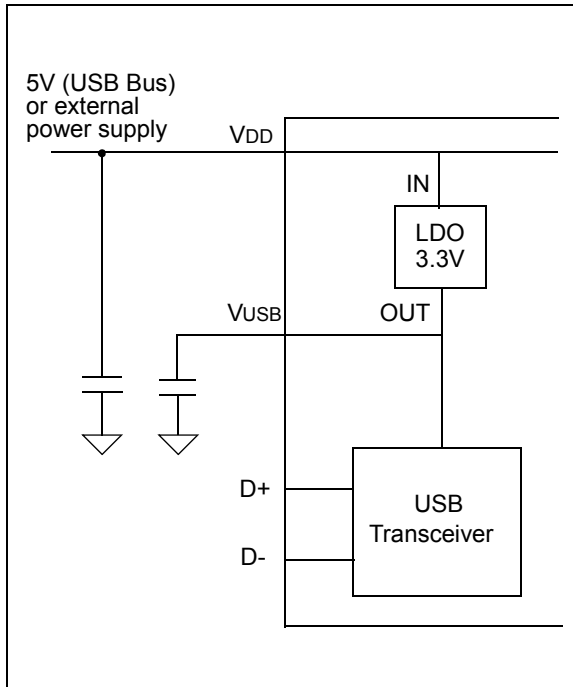 5V (USB Bus)
or external
power supply
VDD
IN
LDO
3.3V
VUSB
OUT
D+
USB
Transceiver
D-